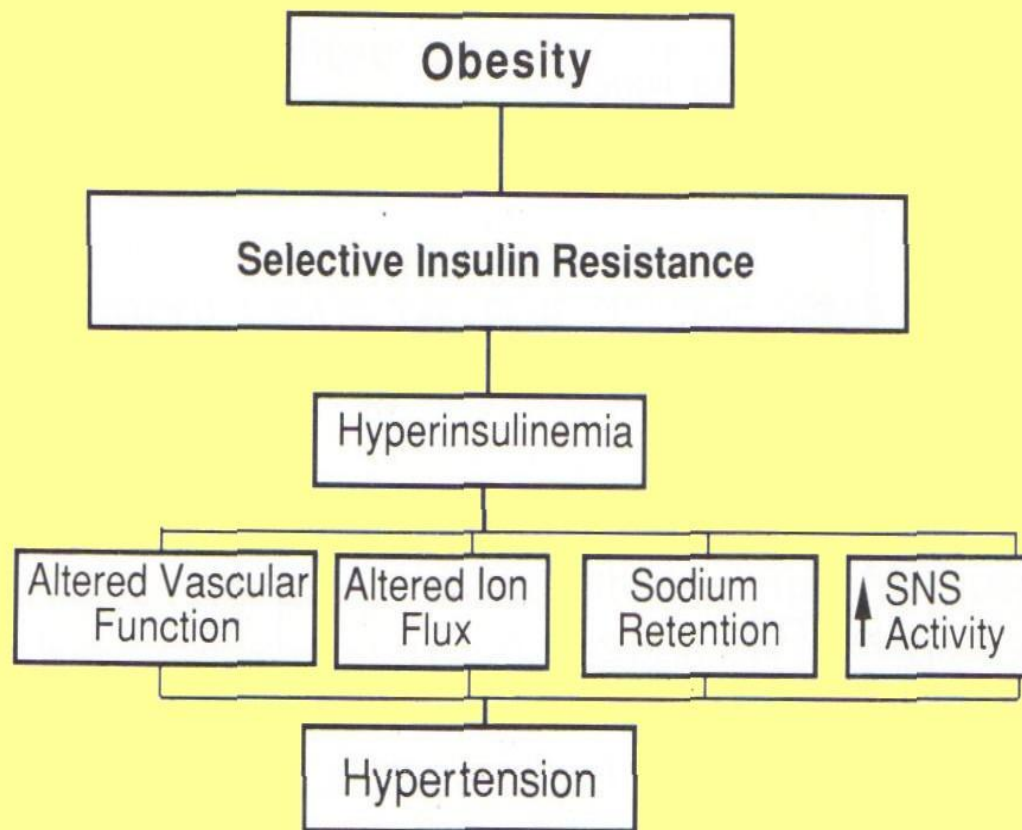 Obesity
Selective Insulin Resistance
Hyperinsulinemia
Altered Vascular
Function
Altered Ion
Flux
Sodium
Retention
↑ SNS
Activity
Hypertension